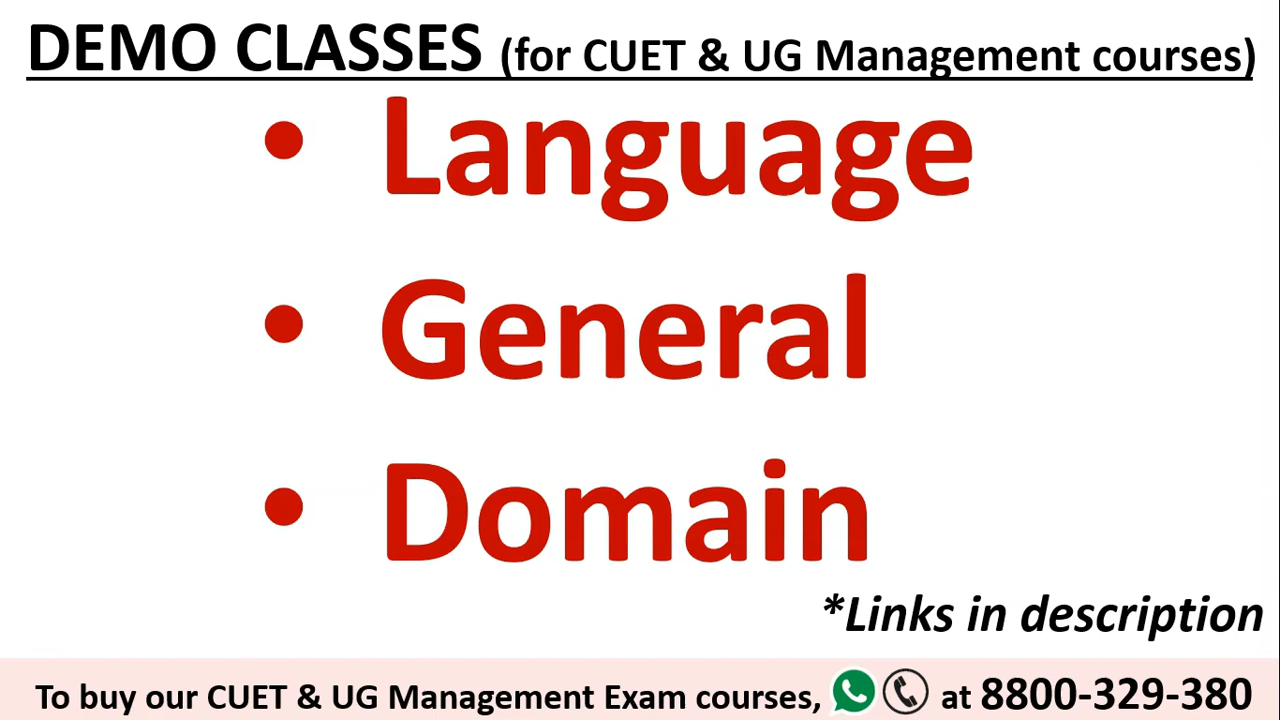 DEMO CLASSES (for CUET & UG Management courses)
• Language
• General
• Domain
*Links in description
To buy our CUET & UG Management Exam courses, at 8800-329-380